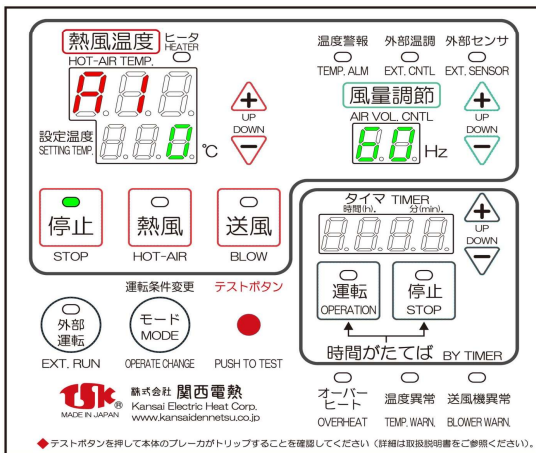 熱風温度 ヒータ
HEATER
HOT-AIR TEMP.
A1
設定温度
SETTING TEMP.
0 ℃
UP
DOWN
温度警報 外部温調 外部センサ
TEMP. ALM EXT. CNTL EXT. SENSOR
風量調節
AIR VOL. CNTL
60 Hz
UP
DOWN
停止 熱風 送風
STOP HOT-AIR BLOW
タイマ TIMER
時間(h). 分(min).
UP
DOWN
運転 停止
OPERATION STOP
時間がたてば BY TIMER
運転条件変更 テストボタン
外部
運転
モード
MODE
EXT. RUN OPERATE CHANGE PUSH TO TEST
オーバー
ヒート 温度異常 送風機異常
OVERHEAT TEMP. WARN. BLOWER WARN.
TSK®
MADE IN JAPAN
株式会社 関西電熱
Kansai Electric Heat Corp.
www.kansaidennetsu.co.jp
◆テストボタンを押して本体のブレーカがトリップすることを確認してください（詳細は取扱説明書をご参照ください）。